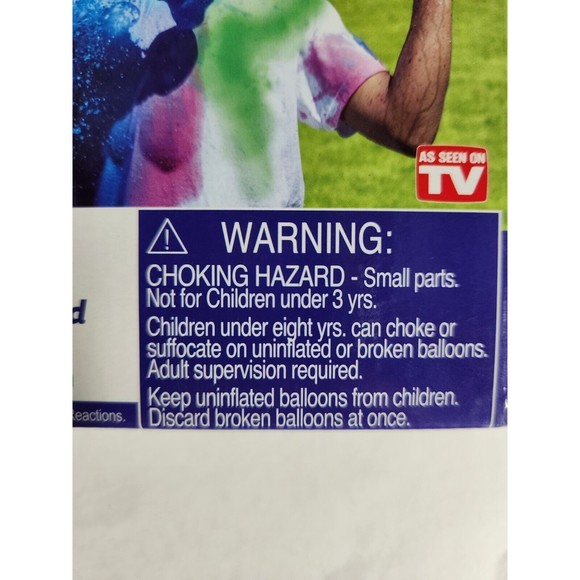 AS SEEN ON
TV
WARNING:
CHOKING HAZARD - Small parts.
Not for Children under 3 yrs.
Children under eight yrs. can choke or
suffocate on uninflated or broken balloons.
Adult supervision required.
Keep uninflated balloons from children.
Discard broken balloons at once.
d
Reactions.